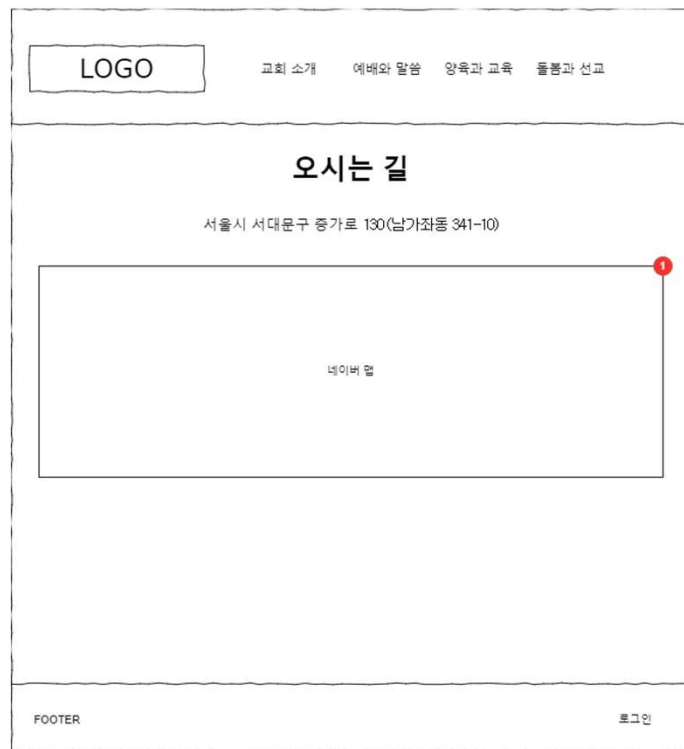 LOGO 교회 소개 예배와 말씀 양육과 교육 돌봄과 선교
오시는 길
서울시 서대문구 증가로 130(남가좌동 341-10)
1
네이버 맵
FOOTER 로그인